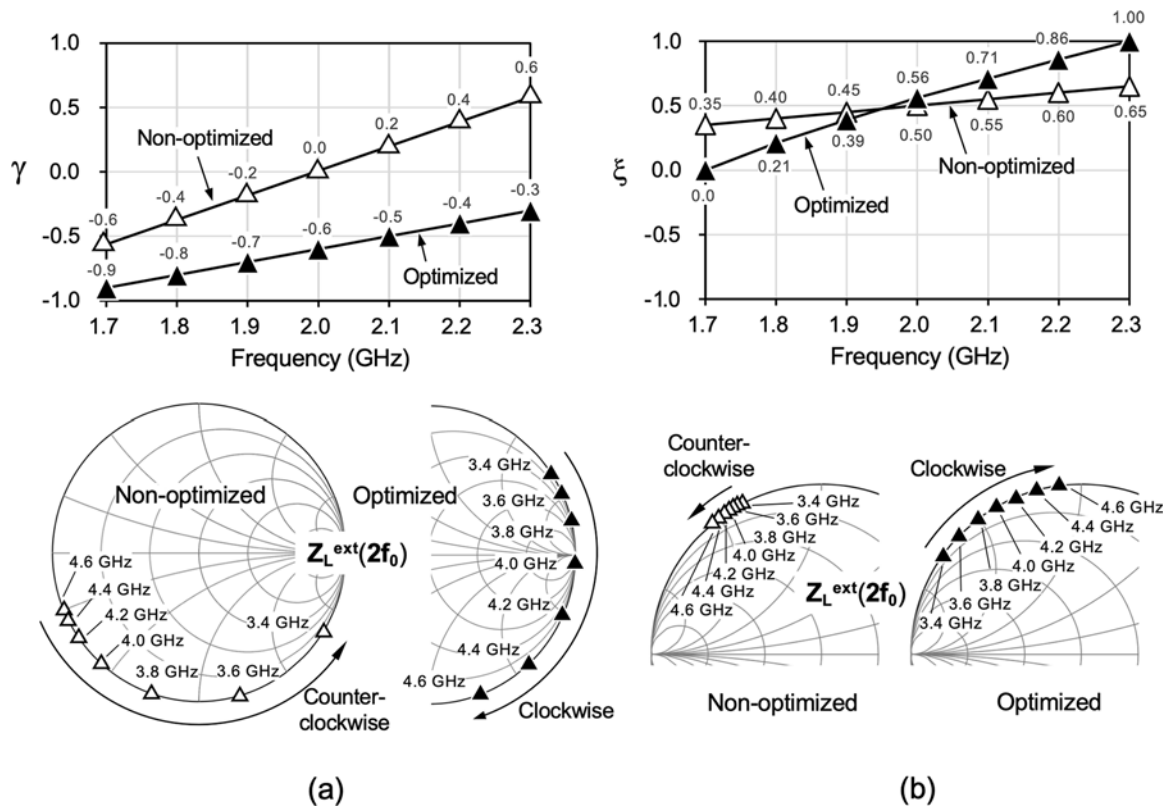 1.0
0.5
0.0
-0.5
-1.0
γ
-0.6
-0.4
-0.2
0.0
0.2
0.4
0.6
Non-optimized
-0.9
-0.8
-0.7
-0.6
-0.5
-0.4
-0.3
Optimized
1.7 1.8 1.9 2.0 2.1 2.2 2.3
Frequency (GHz)
1.0
0.5
0.0
0.5
-1.0
ξ
0.35
0.40
0.45
0.56
0.71
0.86
1.00
0.0
0.21
0.39
0.50
0.55
0.60
0.65
Non-optimized
Optimized
1.7 1.8 1.9 2.0 2.1 2.2 2.3
Frequency (GHz)
Non-optimized
Z_L^ext(2f_0)
4.6 GHz
4.4 GHz
4.2 GHz
4.0 GHz
3.8 GHz
3.6 GHz
3.4 GHz
Counter-
clockwise
Optimized
3.4 GHz
3.6 GHz
3.8 GHz
4.0 GHz
4.2 GHz
4.4 GHz
4.6 GHz
Clockwise
Counter-
clockwise
3.4 GHz
3.6 GHz
3.8 GHz
4.0 GHz
4.2 GHz
4.4 GHz
4.6 GHz
Z_L^ext(2f_0)
Non-optimized
Clockwise
4.6 GHz
4.4 GHz
4.2 GHz
4.0 GHz
3.8 GHz
3.6 GHz
3.4 GHz
Optimized
(a)
(b)